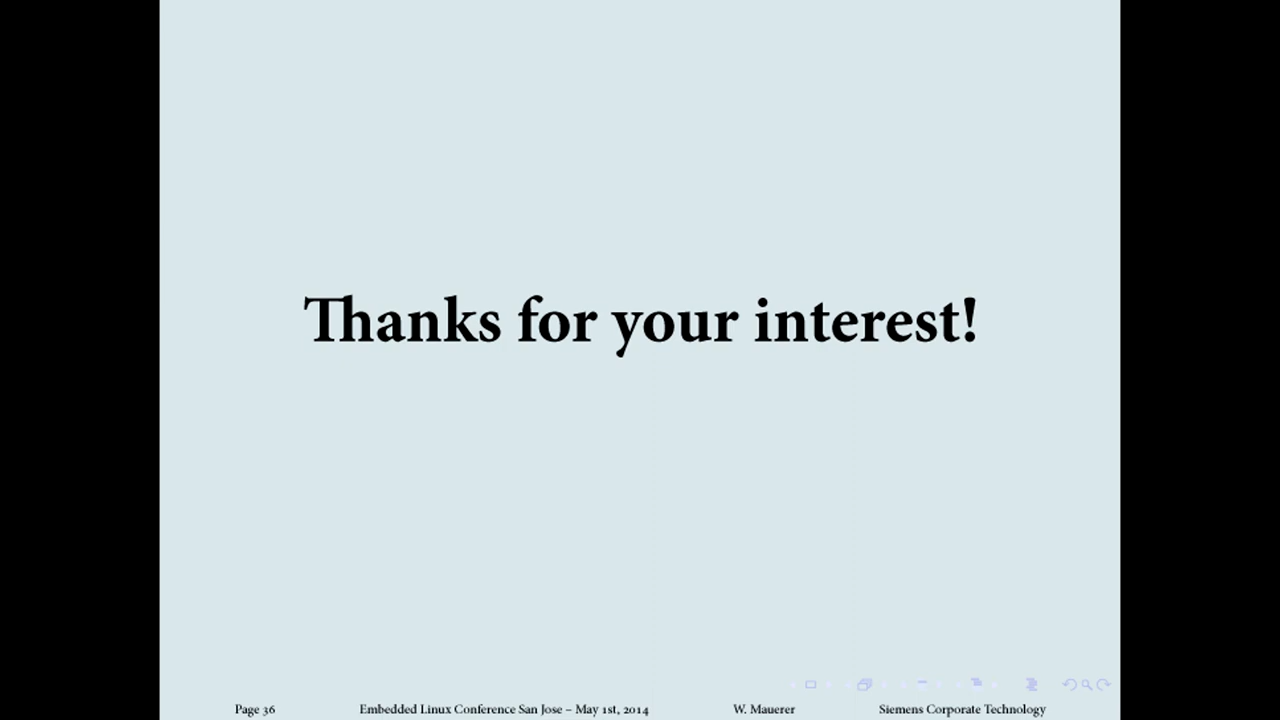 Thanks for your interest!
Page 36 Embedded Linux Conference San Jose – May 1st, 2014 W. Mauerer Siemens Corporate Technology